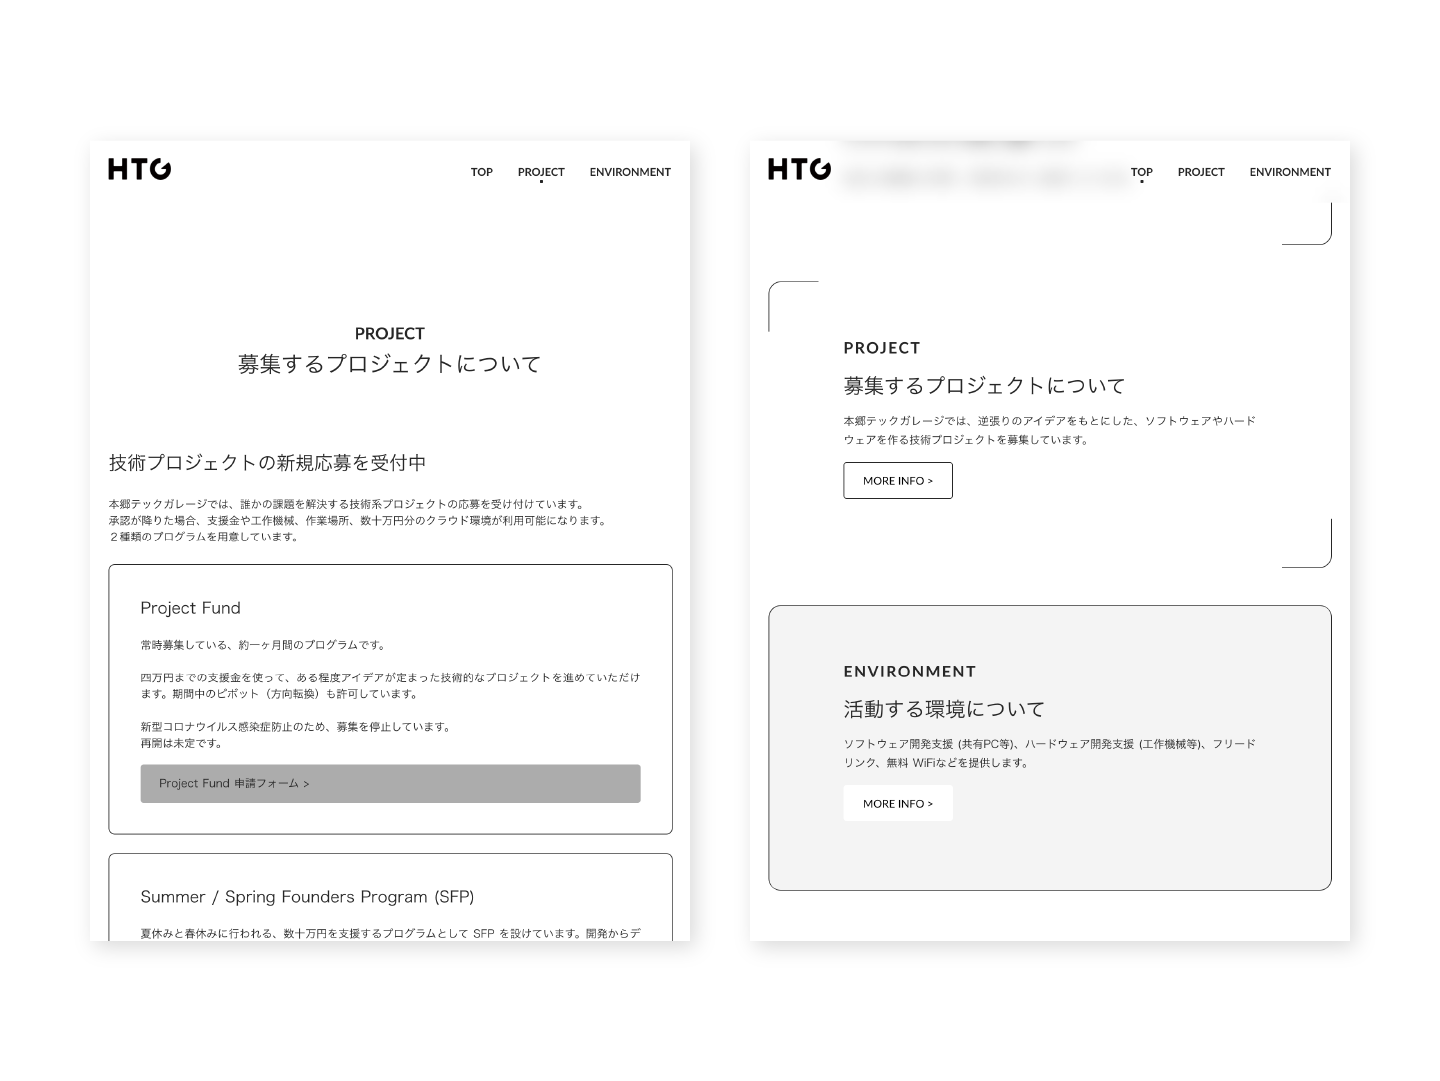 HTG
TOP PROJECT ENVIRONMENT
PROJECT
募集するプロジェクトについて
技術プロジェクトの新規応募を受付中
本郷テックガレージでは、誰かの課題を解決する技術系プロジェクトの応募を受け付けています。
承認が降りた場合、支援金や工作機械、作業場所、数十万円分のクラウド環境が利用可能になります。
２種類のプログラムを用意しています。
Project Fund
常時募集している、約一ヶ月間のプログラムです。
四万円までの支援金を使って、ある程度アイデアが定まった技術的なプロジェクトを進めていただけ
ます。期間中のピボット（方向転換）も許可しています。
新型コロナウイルス感染症防止のため、募集を停止しています。
再開は未定です。
Project Fund 申請フォーム >
Summer / Spring Founders Program (SFP)
夏休みと春休みに行われる、数十万円を支援するプログラムとして SFP を設けています。開発からデ
HTG
TOP PROJECT ENVIRONMENT
PROJECT
募集するプロジェクトについて
本郷テックガレージでは、逆張りのアイデアをもとにした、ソフトウェアやハード
ウェアを作る技術プロジェクトを募集しています。
MORE INFO >
ENVIRONMENT
活動する環境について
ソフトウェア開発支援 (共有PC等)、ハードウェア開発支援 (工作機械等)、フリード
リンク、無料 WiFiなどを提供します。
MORE INFO >